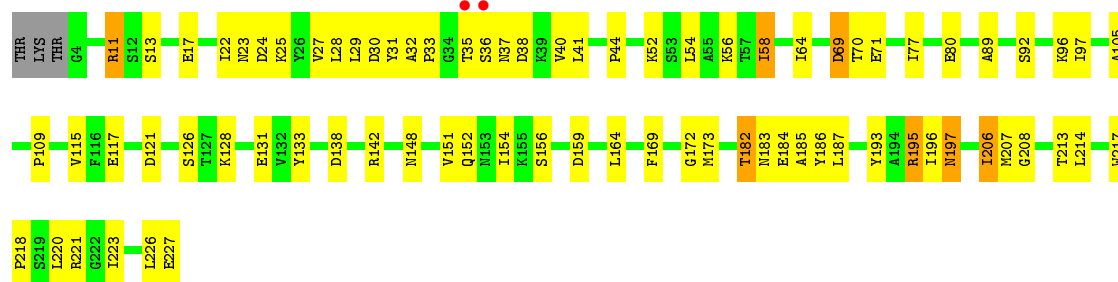 THR LYS THR G4 R11 S12 S13 E17 I22 N23 D24 K25 Y26 V27 L28 L29 D30 Y31 A32 P33 G34 T35 S36 N37 D38 K39 V40 L41 P44 K52 S53 L54 A55 K56 T57 I58 I64 D69 T70 E71 I77 E80 A89 S92 K96 I97 A105
P109 V115 F116 E117 D121 S126 T127 K128 E131 V132 Y133 D138 R142 N148 V151 Q152 N153 I154 K155 S156 D159 L164 F169 G172 M173 T182 N183 E184 A185 Y186 L187 Y193 A194 R195 I196 N197 I206 M207 G208 T213 L214 W217
P218 S219 L220 R221 G222 I223 L226 E227